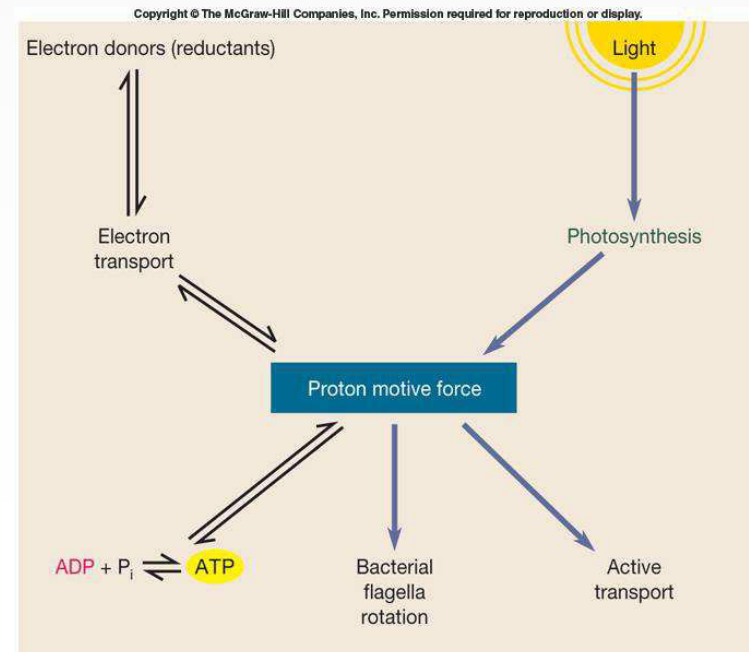 Copyright © The McGraw-Hill Companies, Inc. Permission required for reproduction or display.
Electron donors (reductants)
Light
Electron
transport
Photosynthesis
Proton motive force
ADP + Pi ⇌ ATP
Bacterial
flagella
rotation
Active
transport